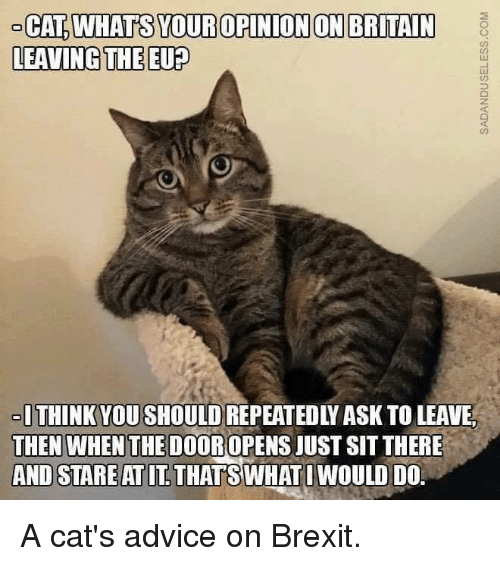 - CAT, WHAT'S YOUR OPINION ON BRITAIN
LEAVING THE EU?
SADANDUSELESS.COM
- I THINK YOU SHOULD REPEATEDLY ASK TO LEAVE,
THEN WHEN THE DOOR OPENS JUST SIT THERE
AND STARE AT IT. THAT'S WHAT I WOULD DO.
A cat's advice on Brexit.